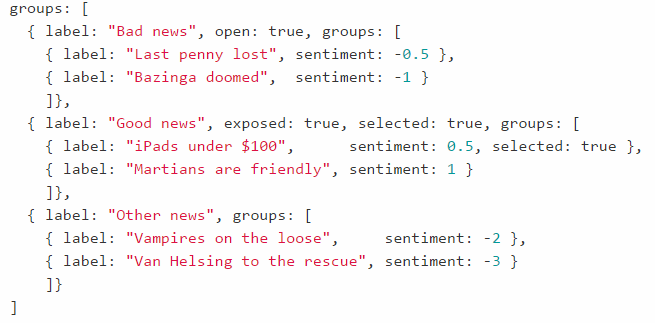 groups: [
  { label: "Bad news", open: true, groups: [
    { label: "Last penny lost", sentiment: -0.5 },
    { label: "Bazinga doomed",  sentiment: -1 }
    ]},
  { label: "Good news", exposed: true, selected: true, groups: [
    { label: "iPads under $100",      sentiment: 0.5, selected: true },
    { label: "Martians are friendly", sentiment: 1 }
    ]},
  { label: "Other news", groups: [
    { label: "Vampires on the loose",     sentiment: -2 },
    { label: "Van Helsing to the rescue", sentiment: -3 }
    ]}
]